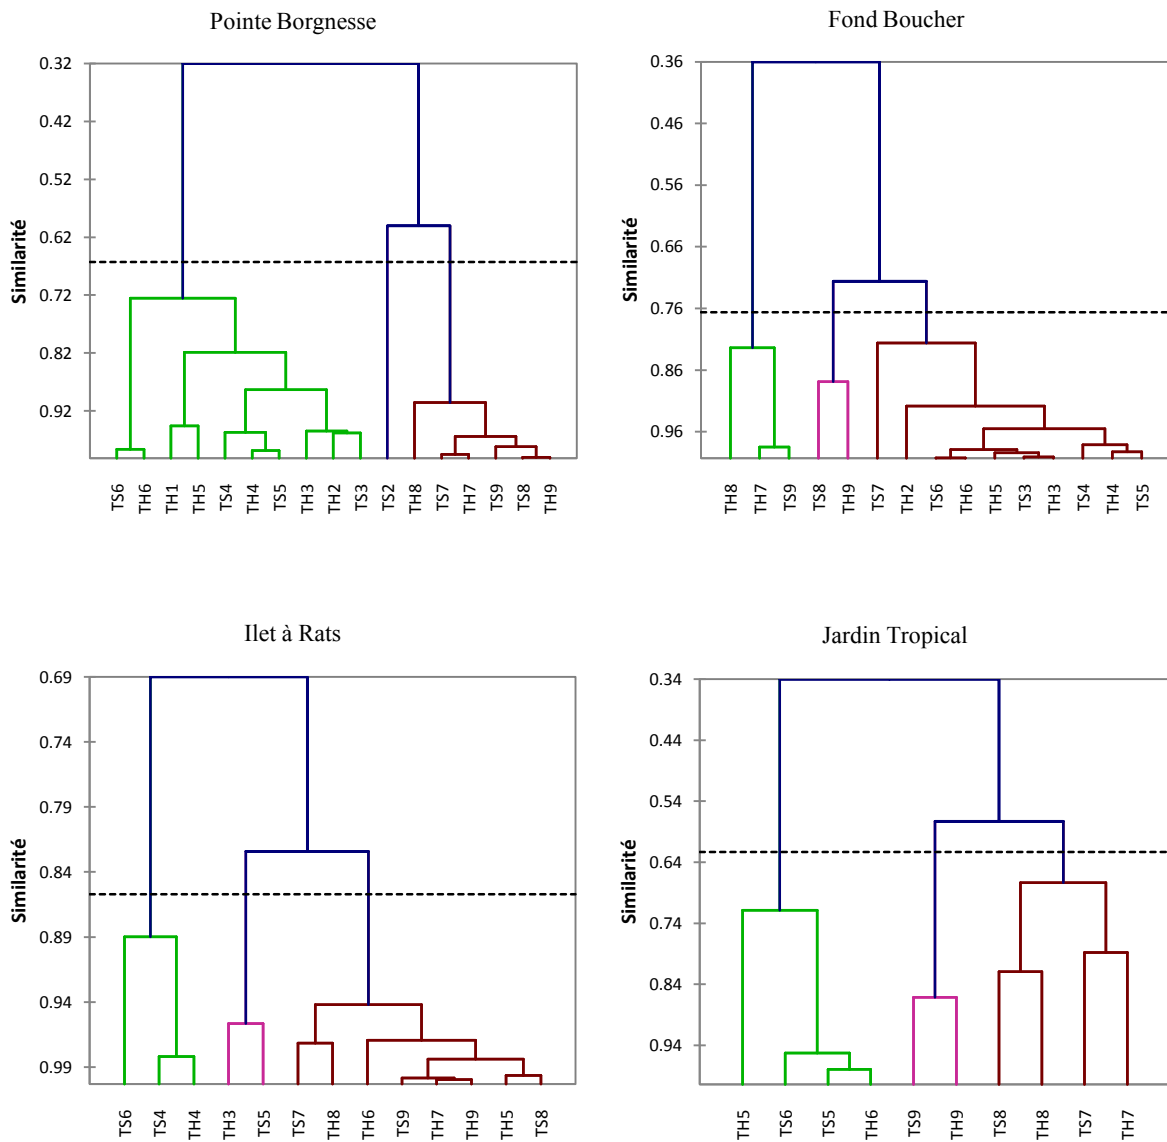 Pointe Borgnesse
0.32
0.42
0.52
0.62
0.72
0.82
0.92
Similarité
TS6 TH6 TH1 TH5 TS4 TH4 TS5 TH3 TH2 TS3 TS2 TH8 TS7 TH7 TS9 TS8 TH9
Fond Boucher
0.36
0.46
0.56
0.66
0.76
0.86
0.96
Similarité
TH8 TH7 TS9 TS8 TH9 TS7 TH2 TS6 TH6 TH5 TS3 TH3 TS4 TH4 TS5
Ilet à Rats
0.69
0.74
0.79
0.84
0.89
0.94
0.99
Similarité
TS6 TS4 TH4 TH3 TS5 TS7 TH8 TH6 TS9 TH7 TH9 TH5 TS8
Jardin Tropical
0.34
0.44
0.54
0.64
0.74
0.84
0.94
Similarité
TH5 TS6 TS5 TH6 TS9 TH9 TS8 TH8 TS7 TH7